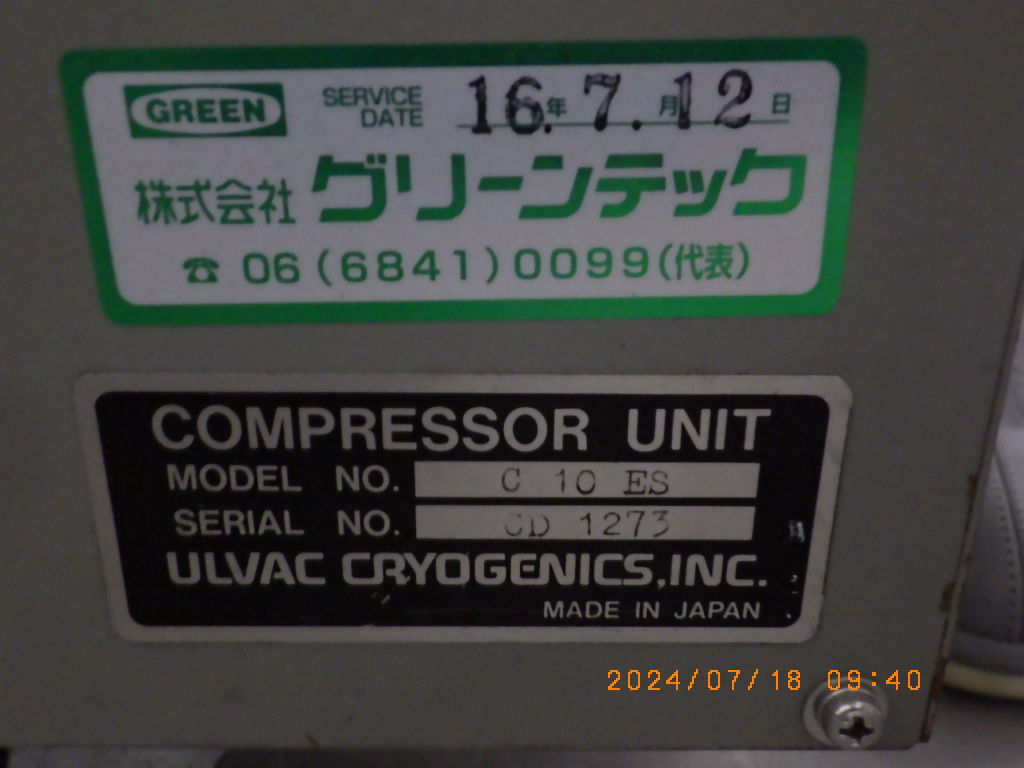 GREEN
SERVICE DATE 16.年 7.月12日
株式会社 グリーンテック
☎ 06(6841)0099(代表)
COMPRESSOR UNIT
MODEL NO. C 10 ES
SERIAL NO. CD 1273
ULVAC CRYOGENICS,INC.
MADE IN JAPAN
2024/07/18 09:40